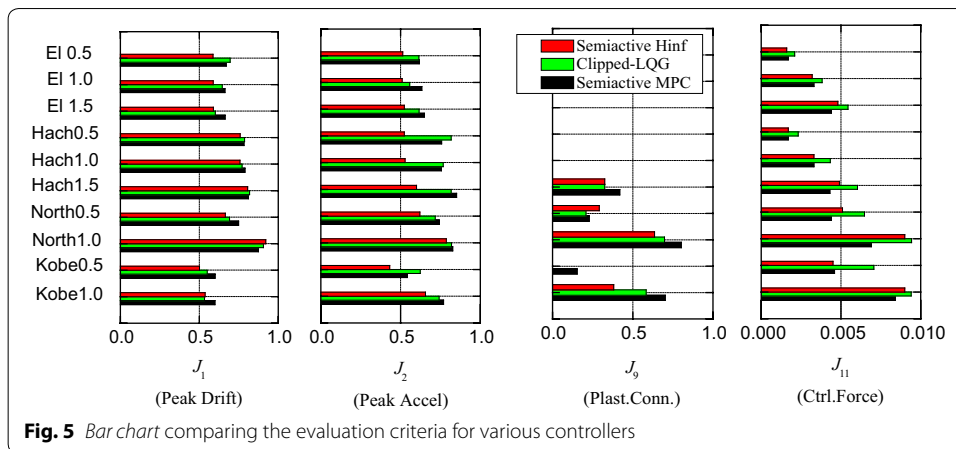 El 0.5
El 1.0
El 1.5
Hach0.5
Hach1.0
Hach1.5
North0.5
North1.0
Kobe0.5
Kobe1.0
Semiactive Hinf
Clipped-LQG
Semiactive MPC
0.0 0.5 1.0 0.0 0.5 1.0 0.0 0.5 1.0 0.000 0.005 0.010
J1 J2 J9 J11
(Peak Drift) (Peak Accel) (Plast.Conn.) (Ctrl.Force)
Fig. 5 Bar chart comparing the evaluation criteria for various controllers